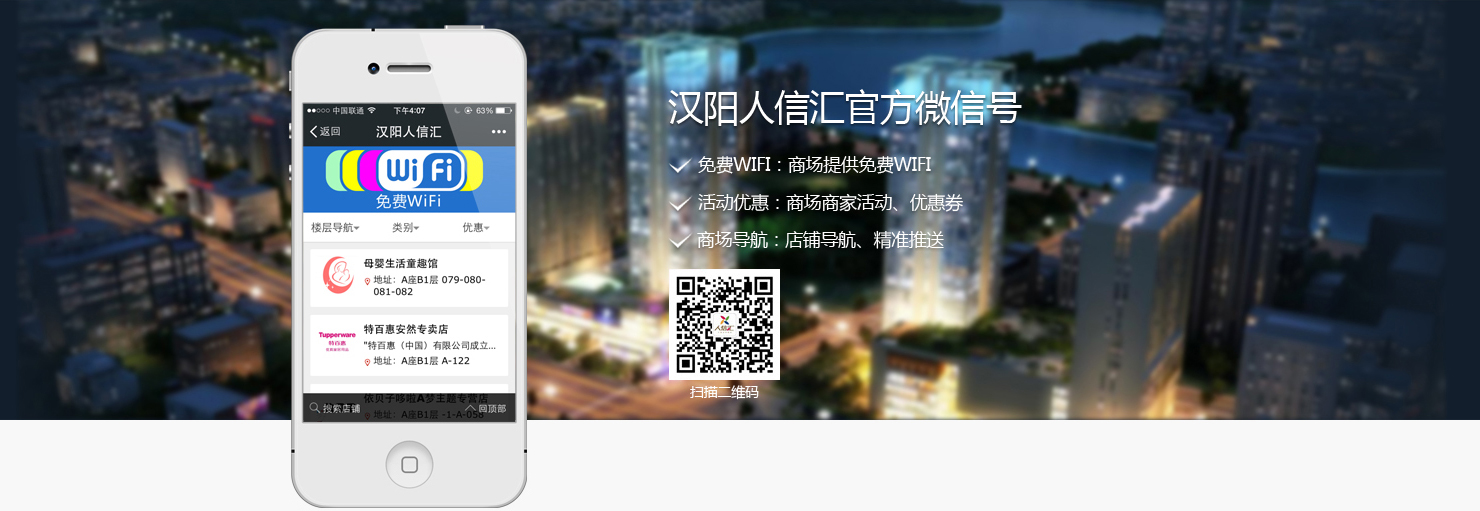 中国联通
下午4:07
63%
返回
汉阳人信汇
WiFi
免费WiFi
楼层导航
类别
优惠
母婴生活童趣馆
地址：A座B1层 079-080-
081-082
Tupperware
特百惠
特百惠安然专卖店
"特百惠（中国）有限公司成立...
地址：A座B1层 A-122
依贝子哆啦A梦主题专营店
地址：A座B1层 -1-A-058
搜索店铺
回顶部
汉阳人信汇官方微信号
免费WIFI：商场提供免费WIFI
活动优惠：商场商家活动、优惠券
商场导航：店铺导航、精准推送
人信汇
扫描二维码